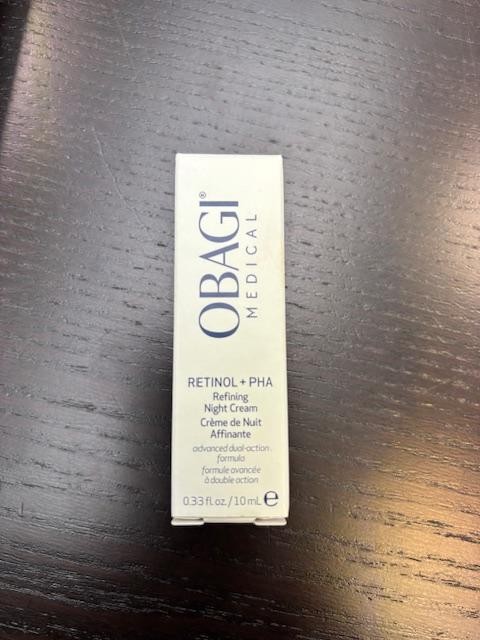 OBAGI®
MEDICAL
RETINOL + PHA
Refining
Night Cream
Crème de Nuit
Affinante
advanced dual-action
formula
formule avancée
à double action
0.33 fl. oz. / 10 mL ℮